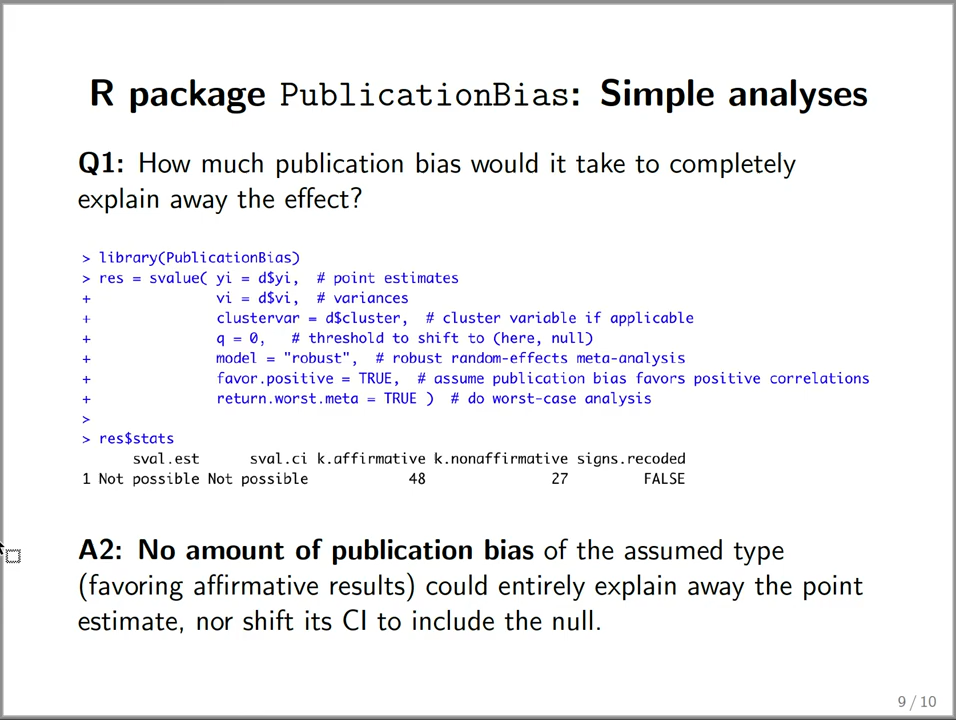 R package PublicationBias: Simple analyses
Q1: How much publication bias would it take to completely
explain away the effect?
> library(PublicationBias)
> res = svalue( yi = d$yi,  # point estimates
+               vi = d$vi,  # variances
+               clustervar = d$cluster,  # cluster variable if applicable
+               q = 0,   # threshold to shift to (here, null)
+               model = "robust",  # robust random-effects meta-analysis
+               favor.positive = TRUE,  # assume publication bias favors positive correlations
+               return.worst.meta = TRUE )  # do worst-case analysis
>
> res$stats
      sval.est      sval.ci k.affirmative k.nonaffirmative signs.recoded
1 Not possible Not possible            48               27         FALSE
A2: No amount of publication bias of the assumed type
(favoring affirmative results) could entirely explain away the point
estimate, nor shift its CI to include the null.
9 / 10